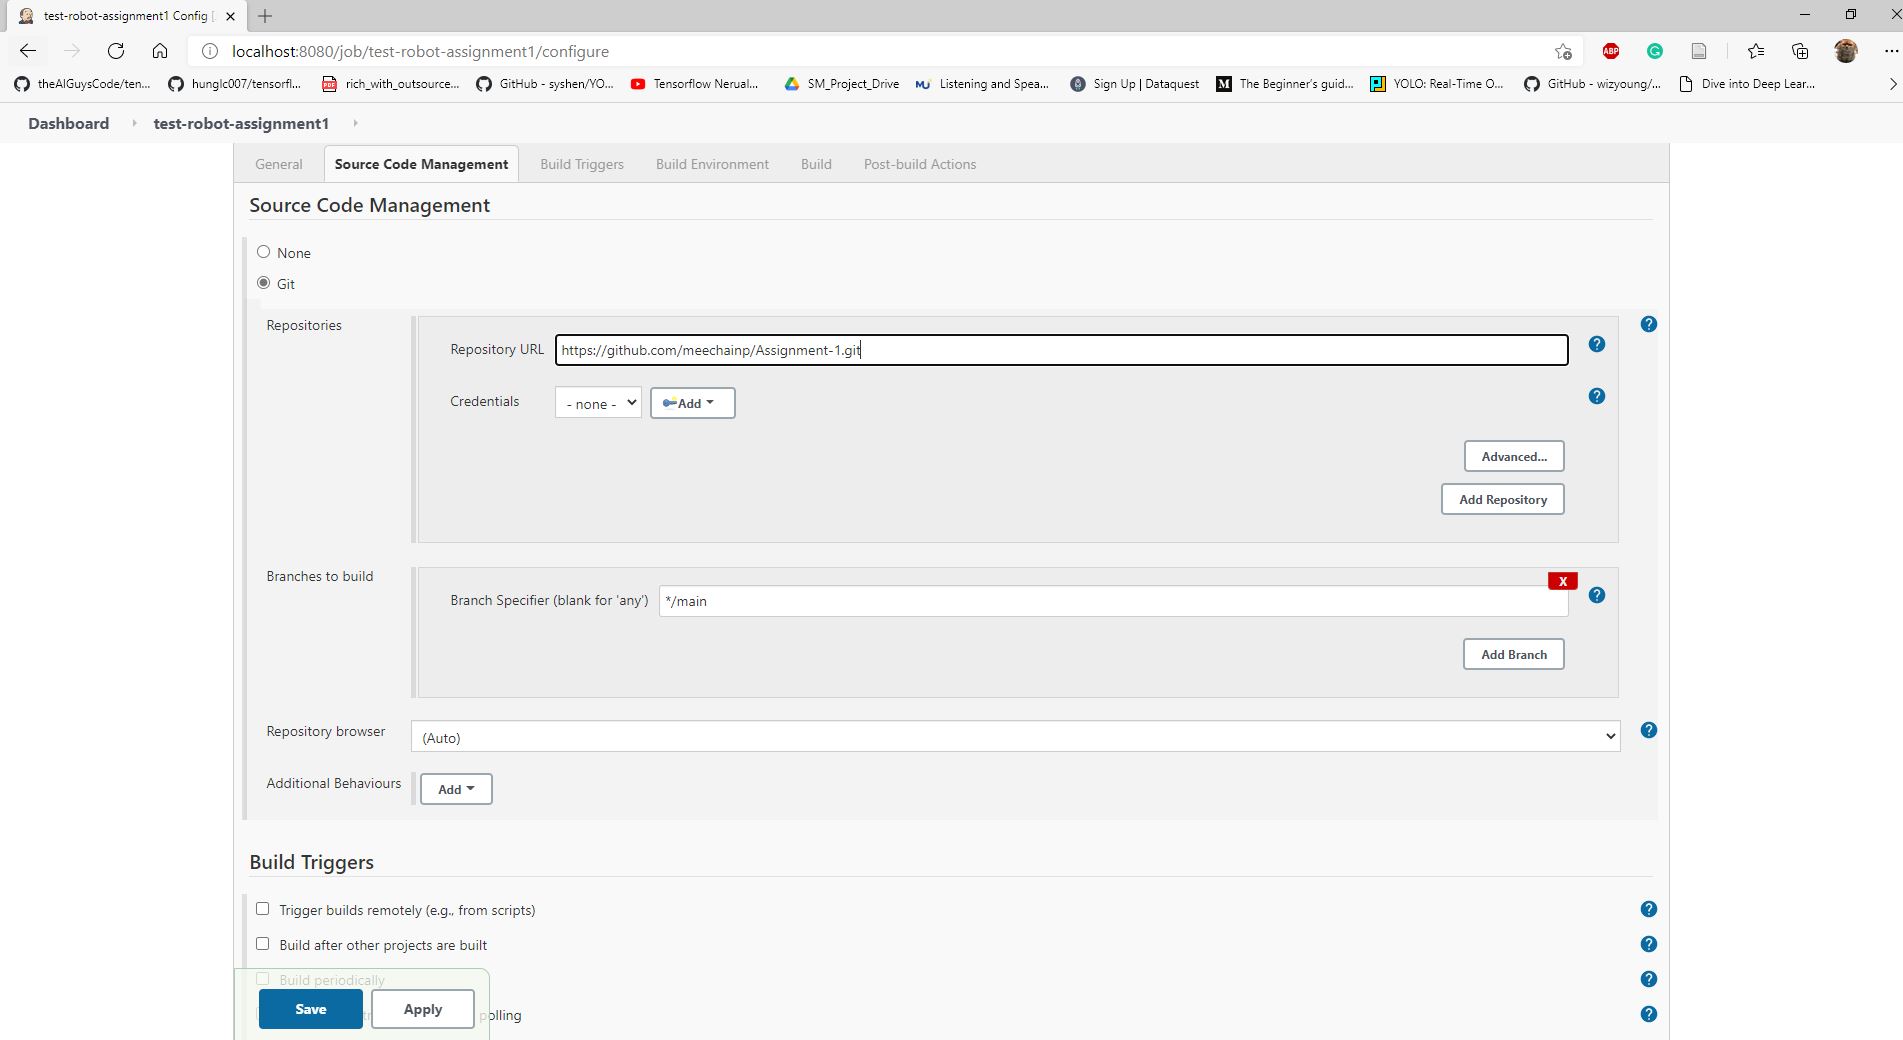 test-robot-assignment1 Config [
localhost:8080/job/test-robot-assignment1/configure
ABP
theAIGuysCode/ten... hunglc007/tensorfl... rich_with_outsource... GitHub - syshen/YO... Tensorflow Nerual... SM_Project_Drive Listening and Spea... Sign Up | Dataquest The Beginner's guid... YOLO: Real-Time O... GitHub - wizyoung/... Dive into Deep Lear...
Dashboard test-robot-assignment1
General Source Code Management Build Triggers Build Environment Build Post-build Actions
Source Code Management
None
Git
Repositories
Repository URL https://github.com/meechainp/Assignment-1.git
Credentials - none - Add
Advanced...
Add Repository
Branches to build
X
Branch Specifier (blank for 'any') */main
Add Branch
Repository browser (Auto)
Additional Behaviours Add
Build Triggers
Trigger builds remotely (e.g., from scripts)
Build after other projects are built
Build periodically
Save Apply polling